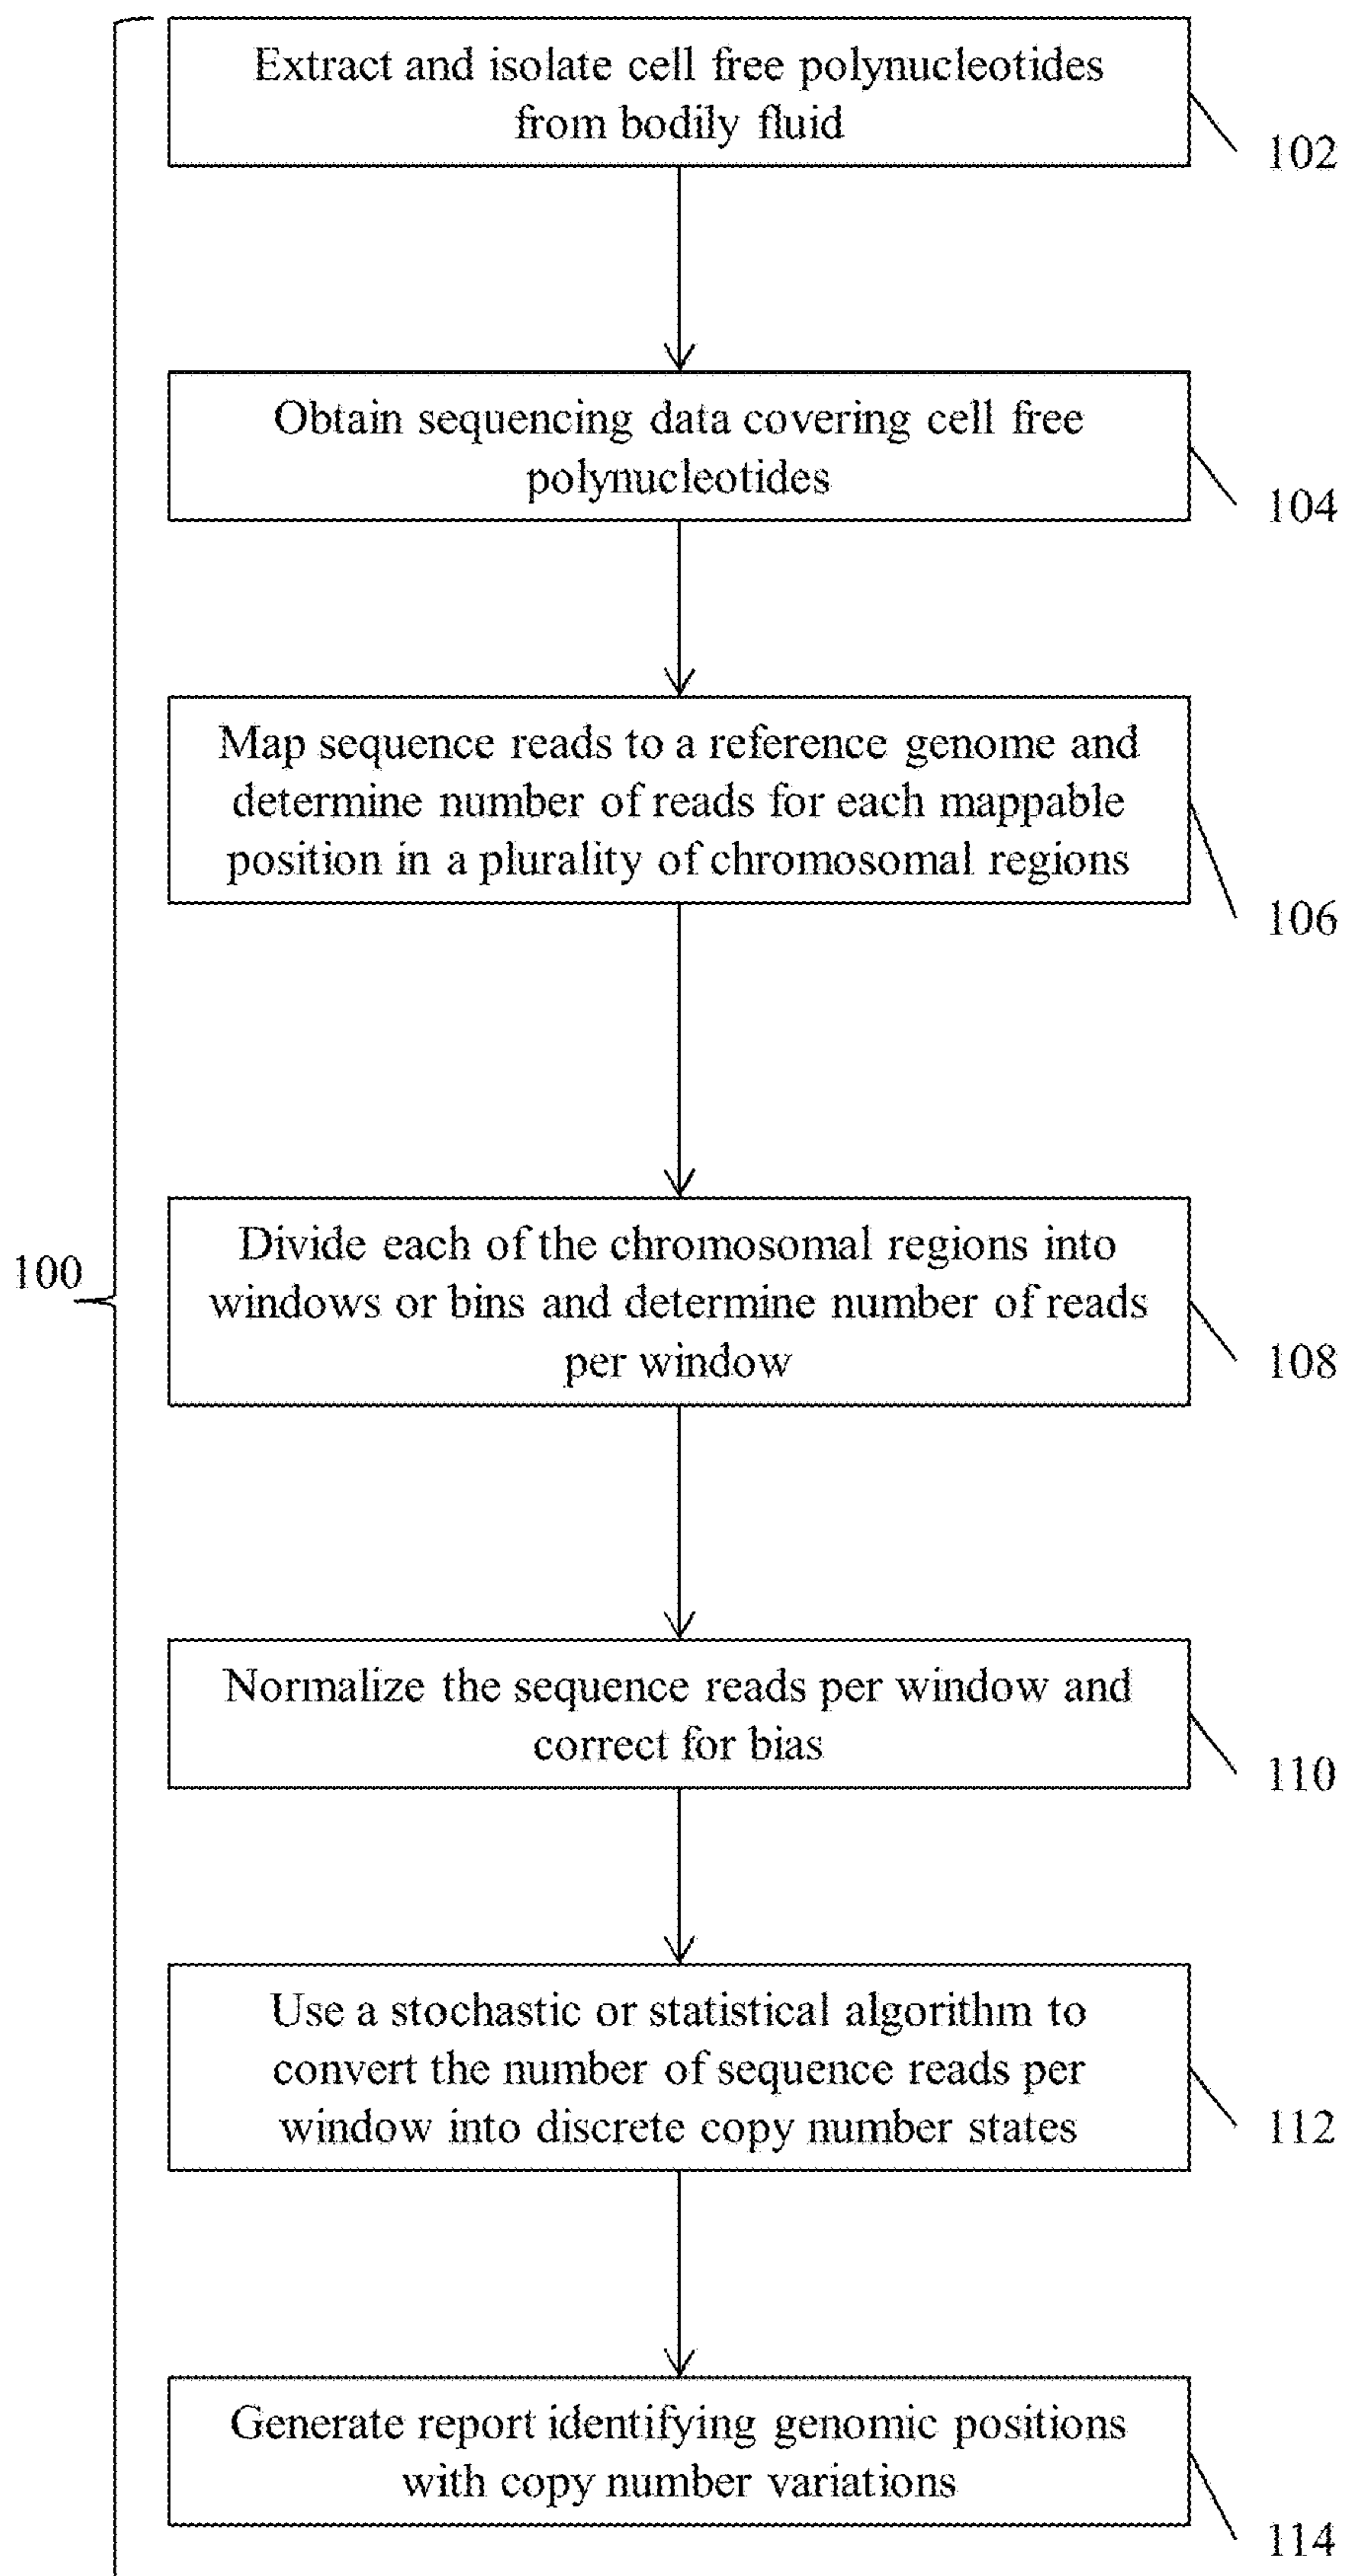 Extract and isolate cell free polynucleotides
from bodily fluid
102
Obtain sequencing data covering cell free
polynucleotides
104
Map sequence reads to a reference genome and
determine number of reads for each mappable
position in a plurality of chromosomal regions
106
100
Divide each of the chromosomal regions into
windows or bins and determine number of reads
per window
108
Normalize the sequence reads per window and
correct for bias
110
Use a stochastic or statistical algorithm to
convert the number of sequence reads per
window into discrete copy number states
112
Generate report identifying genomic positions
with copy number variations
114